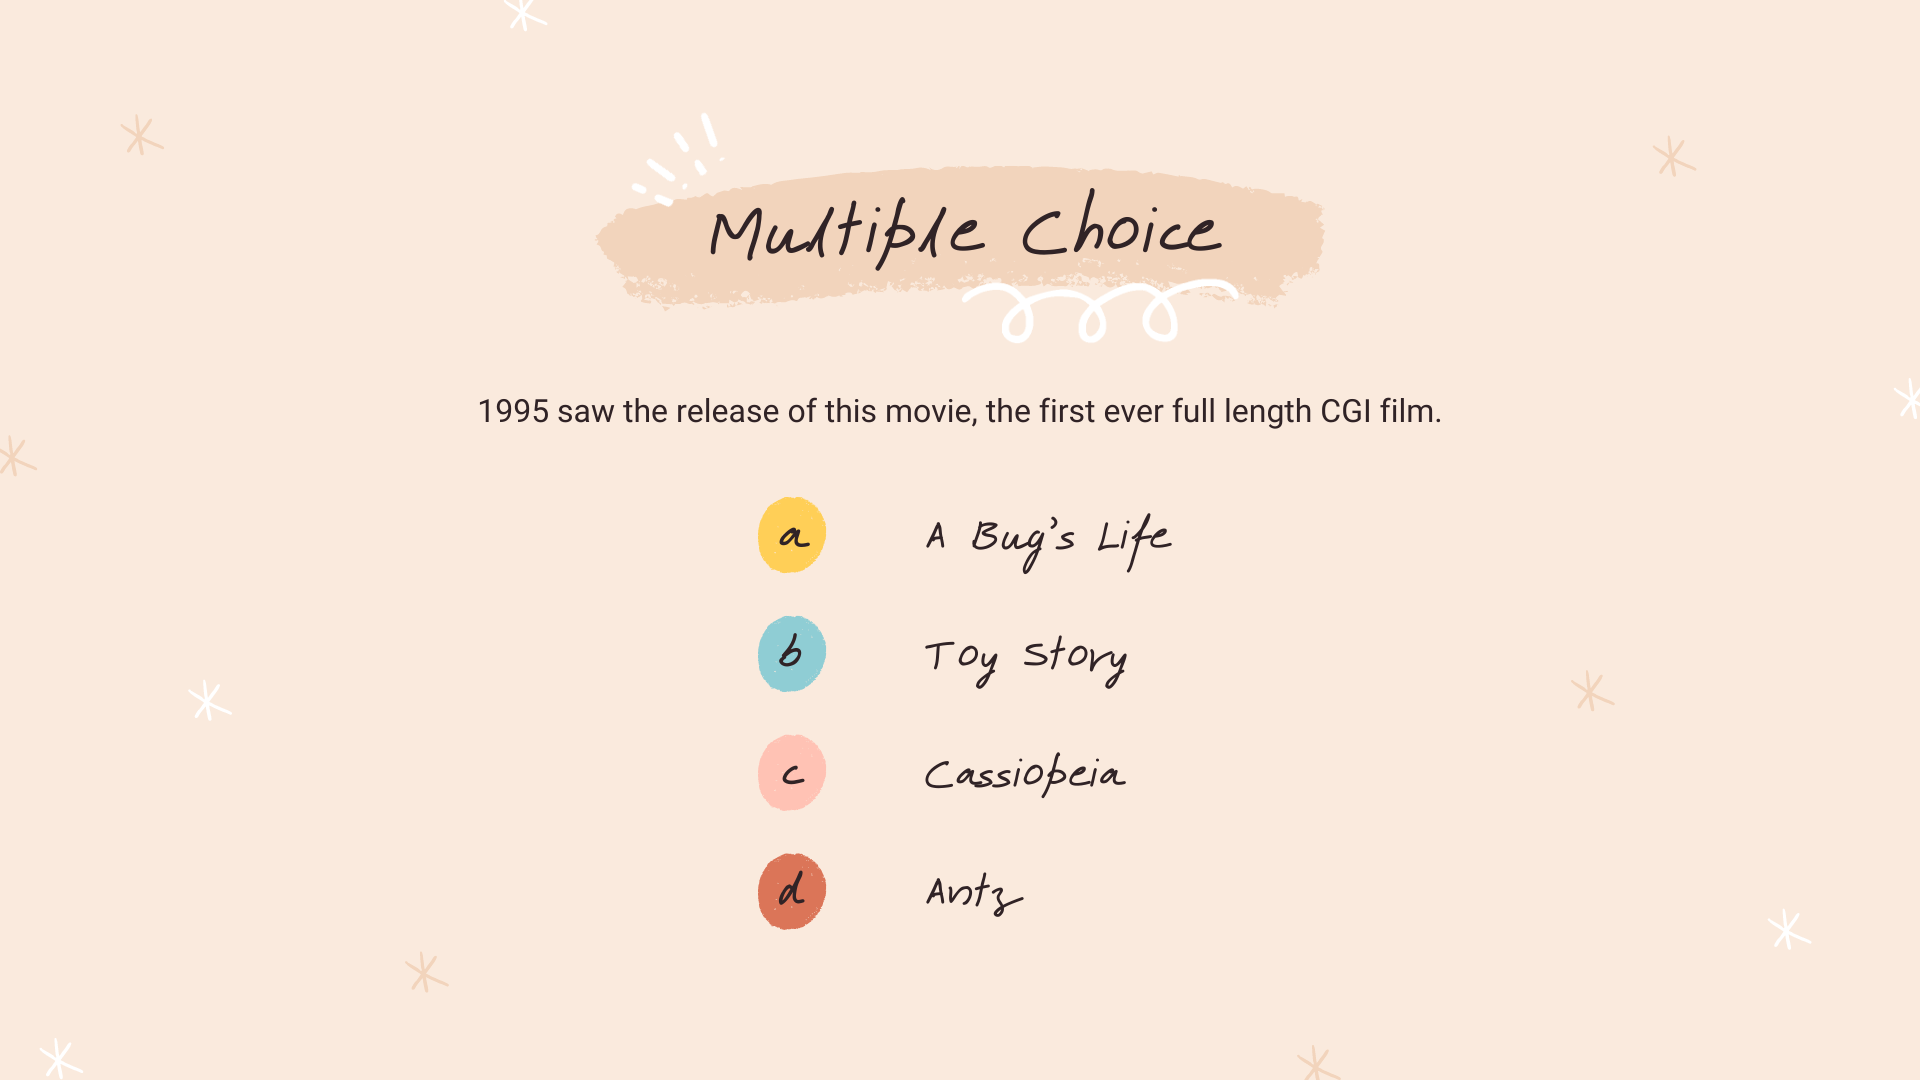 Multiple Choice
1995 saw the release of this movie, the first ever full length CGI film.
a A Bug's Life
b Toy Story
c Cassiopeia
d Antz